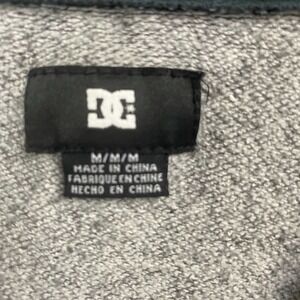 DC
M/M/M
MADE IN CHINA
FABRIQUE EN CHINE
HECHO EN CHINA